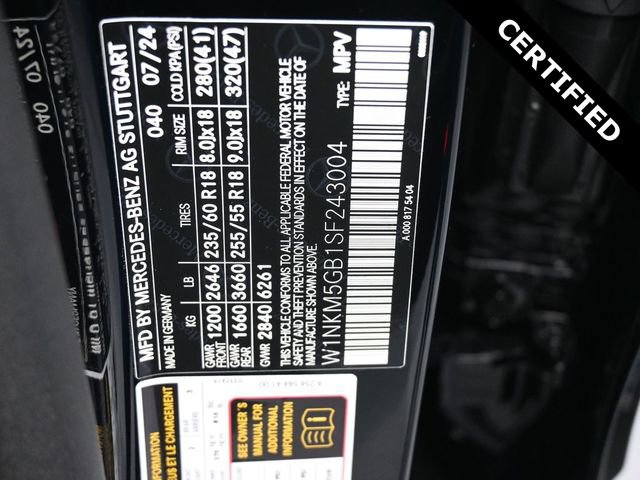 CERTIFIED
MFD BY MERCEDES-BENZ AG STUTTGART
MADE IN GERMANY 040 07/24
KG LB TIRES RIM SIZE COLD KPA(PSI)
GAWR FRONT 1200 2646 235/60 R18 8.0Jx18 280(41)
GAWR REAR 1660 3660 255/55 R18 9.0Jx18 320(47)
GVWR 2840 6261
THIS VEHICLE CONFORMS TO ALL APPLICABLE FEDERAL MOTOR VEHICLE
SAFETY AND THEFT PREVENTION STANDARDS IN EFFECT ON THE DATE OF
MANUFACTURE SHOWN ABOVE.
W1NKM5GB1SF243004 TYPE: MPV
A 000 817 54 04
SEE OWNER'S
MANUAL FOR
ADDITIONAL
INFORMATION
040 07/24